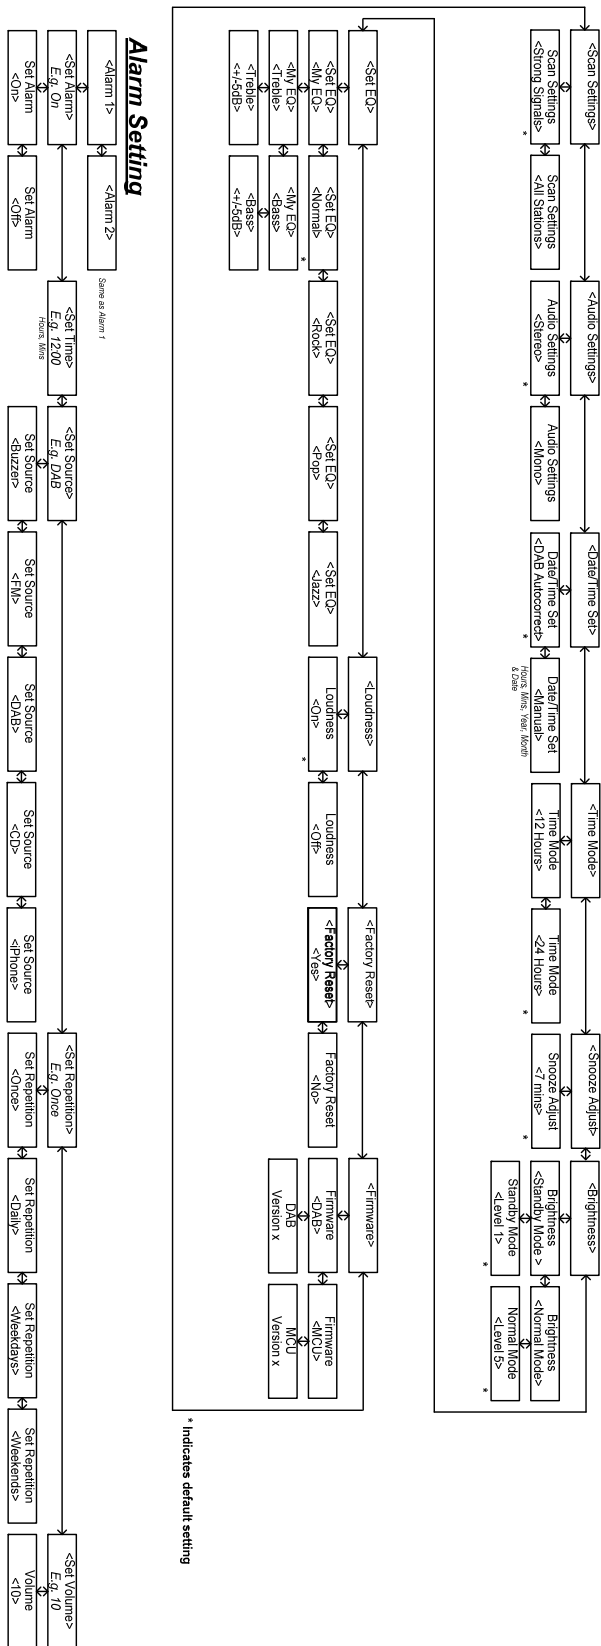 <Scan Settings>
<Audio Settings>
<Date/Time Set>
<Time Mode>
<Snooze Adjust>
<Brightness>
Scan Settings
<Strong Signals>
*
Scan Settings
<All Stations>
Audio Settings
<Stereo>
*
Audio Settings
<Mono>
Date/Time Set
<DAB Autocorrect>
*
Date/Time Set
<Manual>
Hours, Mins, Year, Month
& Date
Time Mode
<12 Hours>
Time Mode
<24 Hours>
*
Snooze Adjust
<7 mins>
*
Brightness
<Standby Mode>
Brightness
<Normal Mode>
Standby Mode
<Level 1>
*
Normal Mode
<Level 5>
*
<Set EQ>
<Loudness>
<Factory Reset>
<Firmware>
<Set EQ>
<My EQ>
<Set EQ>
<Normal>
*
<Set EQ>
<Rock>
<Set EQ>
<Pop>
<Set EQ>
<Jazz>
Loudness
<On>
*
Loudness
<Off>
<Factory Reset>
<Yes>
Factory Reset
<No>
Firmware
<DAB>
Firmware
<MCU>
<My EQ>
<Treble>
<My EQ>
<Bass>
DAB
Version x
MCU
Version x
<Treble>
<+/-5dB>
<Bass>
<+/-5dB>
* Indicates default setting
Alarm Setting
<Alarm 1>
<Alarm 2>
Same as Alarm 1
<Set Alarm>
E.g. On
<Set Time>
E.g. 12:00
Hours, Mins
<Set Source>
E.g. DAB
<Set Repetition>
E.g. Once
<Set Volume>
E.g. 10
Set Alarm
<On>
Set Alarm
<Off>
Set Source
<Buzzer>
Set Source
<FM>
Set Source
<DAB>
Set Source
<CD>
Set Source
<iPhone>
Set Repetition
<Once>
Set Repetition
<Daily>
Set Repetition
<Weekdays>
Set Repetition
<Weekends>
Volume
<10>